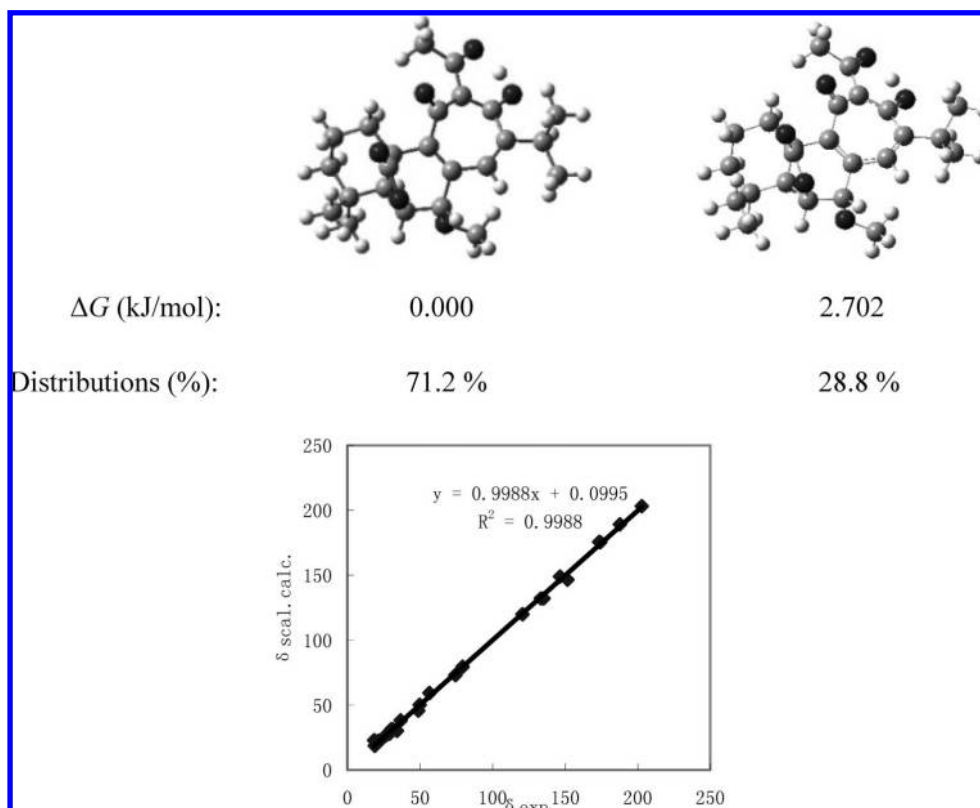 ΔG (kJ/mol): 0.000 2.702
Distributions (%): 71.2 % 28.8 %
250
y = 0.9988x + 0.0995
R² = 0.9988
200
150
100
50
0
δ scal. calc.
0 50 100 150 200 250
δ exp